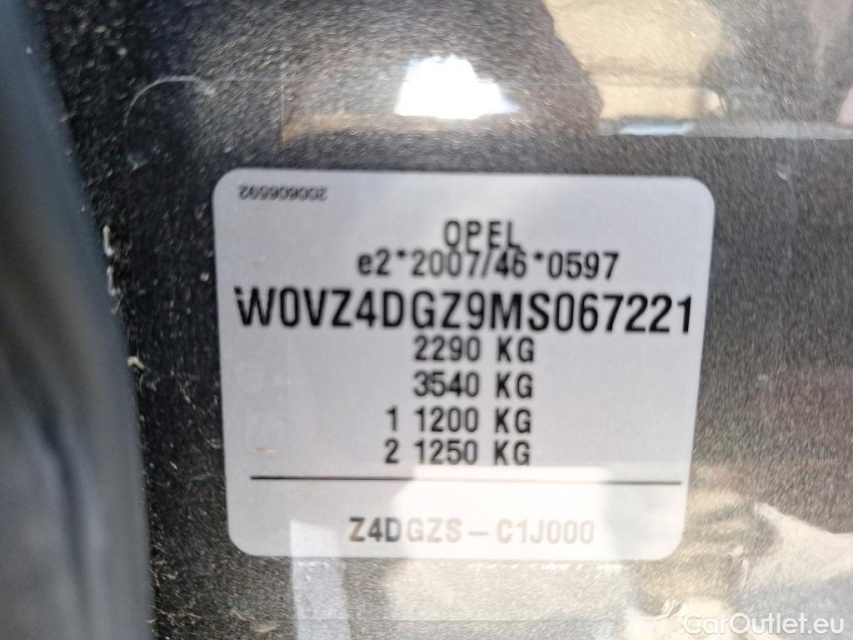 200606592
OPEL
e2*2007/46*0597
W0VZ4DGZ9MS067221
2290 KG
3540 KG
1 1200 KG
2 1250 KG
Z4DGZS - C1J000
CarOutlet.eu